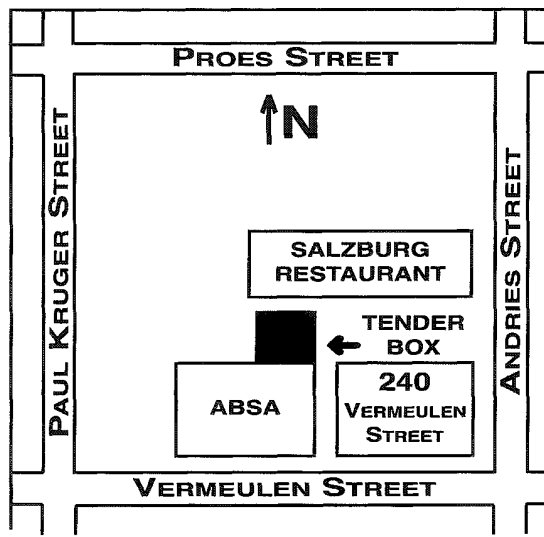 PROES STREET
N
PAUL KRUGER STREET
ANDRIES STREET
SALZBURG
RESTAURANT
TENDER
BOX
ABSA
240
VERMEULEN
STREET
VERMEULEN STREET